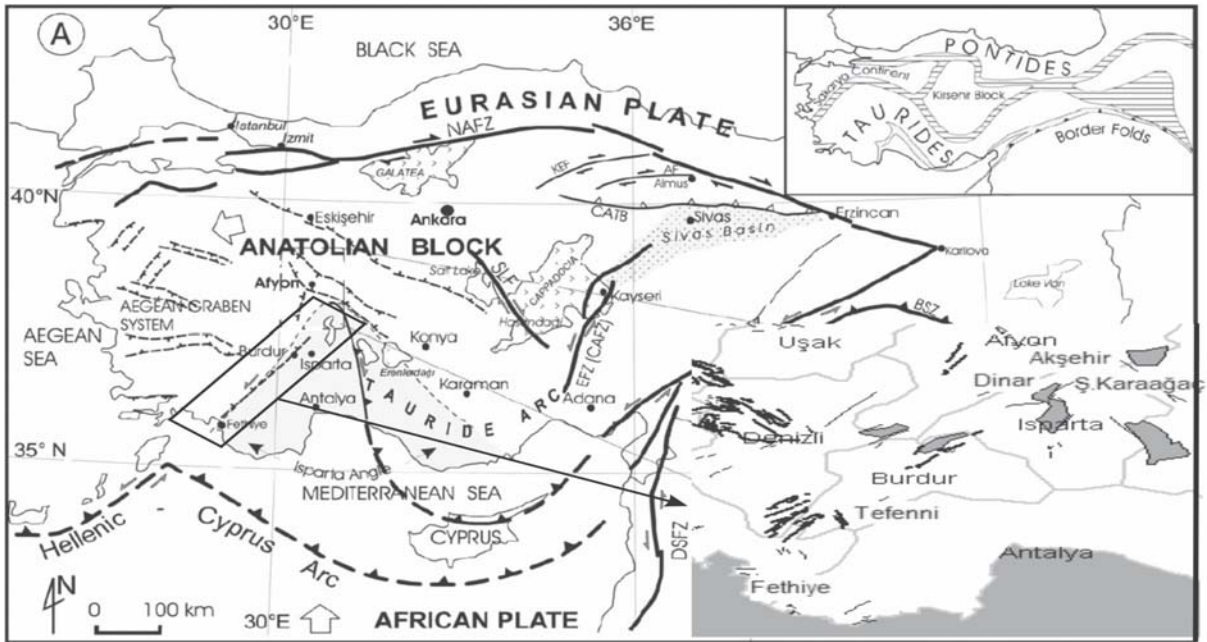 A
30°E
36°E
BLACK SEA
EURASIAN PLATE
NAFZ
Istanbul
Izmit
GALATEA
KEF
AF
Almus
40°N
Eskişehir
Ankara
CATB
Sivas
Erzincan
Sivas Basin
ANATOLIAN BLOCK
Salt Lake
SLF
CAPPADOCIA
Karlıova
Lake Van
Afyon
Kayseri
Hasandağı
BSZ
AEGEAN GRABEN
SYSTEM
AEGEAN
SEA
Konya
EFZ (CAFZ)
Burdur
Isparta
Erenlerdağı
Karaman
Adana
Antalya
TAURIDE ARC
Fethiye
35° N
Isparta Angle
MEDITERRANEAN SEA
Hellenic
Cyprus
Arc
CYPRUS
DSFZ
N
0 100 km
30°E
AFRICAN PLATE
PONTIDES
Sakarya Continent
Kırsehir Block
TAURIDES
Border Folds
Uşak
Afyon
Akşehir
Dinar
Ş.Karaağaç
Isparta
Denizli
Burdur
Tefenni
Antalya
Fethiye